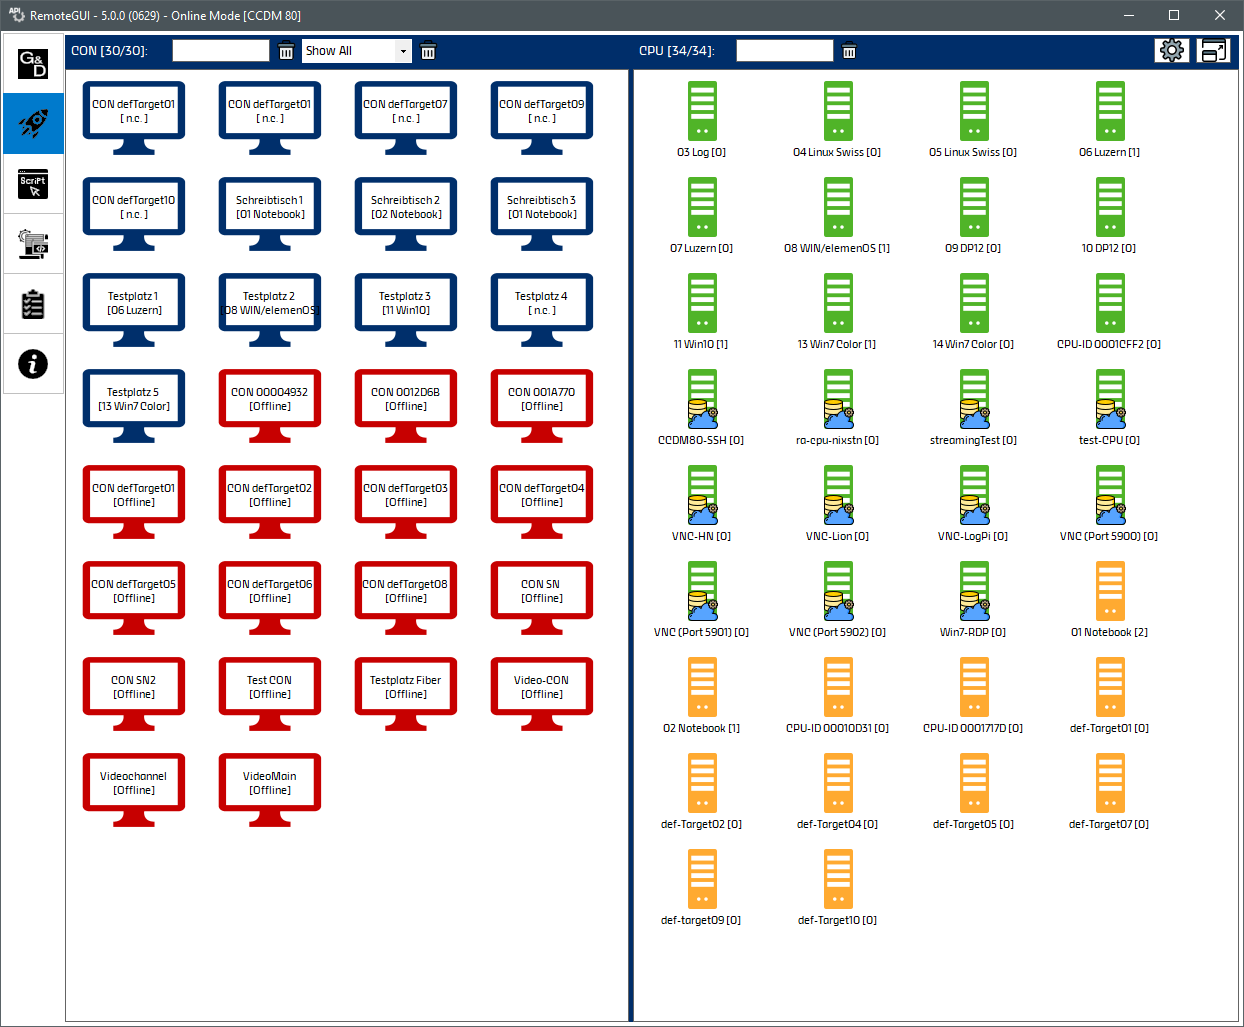 RemoteGUI - 5.0.0 (0629) - Online Mode [CCDM 80]
G&D
CON [30/30]:
Show All
CPU [34/34]:
CON defTarget01
[ n.c. ]
CON defTarget01
[ n.c. ]
CON defTarget07
[ n.c. ]
CON defTarget09
[ n.c. ]
CON defTarget10
[ n.c. ]
Schreibtisch 1
[01 Notebook]
Schreibtisch 2
[02 Notebook]
Schreibtisch 3
[01 Notebook]
Testplatz 1
[06 Luzern]
Testplatz 2
[08 WIN/elemenOS]
Testplatz 3
[11 Win10]
Testplatz 4
[ n.c. ]
Testplatz 5
[13 Win7 Color]
CON 00004932
[Offline]
CON 0012D6B
[Offline]
CON 001A770
[Offline]
CON defTarget01
[Offline]
CON defTarget02
[Offline]
CON defTarget03
[Offline]
CON defTarget04
[Offline]
CON defTarget05
[Offline]
CON defTarget06
[Offline]
CON defTarget08
[Offline]
CON SN
[Offline]
CON SN2
[Offline]
Test CON
[Offline]
Testplatz Fiber
[Offline]
Video-CON
[Offline]
Videochannel
[Offline]
VideoMain
[Offline]
03 Log [0]
04 Linux Swiss [0]
05 Linux Swiss [0]
06 Luzern [1]
07 Luzern [0]
08 WIN/elemenOS [1]
09 DP12 [0]
10 DP12 [0]
11 Win10 [1]
13 Win7 Color [1]
14 Win7 Color [0]
CPU-ID 0001CFF2 [0]
CCDM80-SSH [0]
ra-cpu-nixstn [0]
streamingTest [0]
test-CPU [0]
VNC-HN [0]
VNC-Lion [0]
VNC-LogPi [0]
VNC (Port 5900) [0]
VNC (Port 5901) [0]
VNC (Port 5902) [0]
Win7-RDP [0]
01 Notebook [2]
02 Notebook [1]
CPU-ID 00010D31 [0]
CPU-ID 0001717D [0]
def-Target01 [0]
def-Target02 [0]
def-Target04 [0]
def-Target05 [0]
def-Target07 [0]
def-target09 [0]
def-Target10 [0]
API
Script